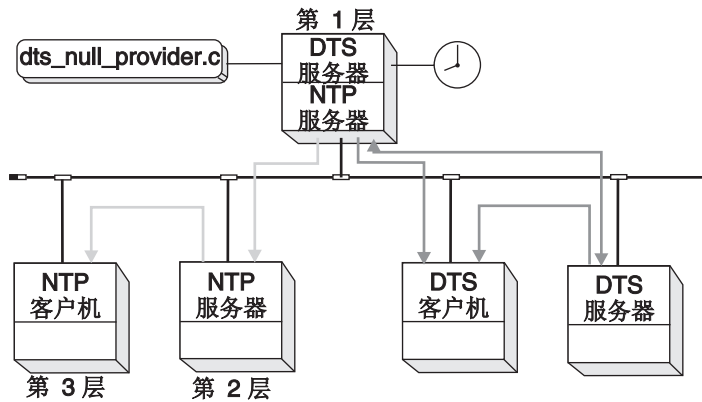 第 1 层
dts_null_provider.c
DTS
服务器
NTP
服务器
NTP
客户机
NTP
服务器
DTS
客户机
DTS
服务器
第 3 层
第 2 层